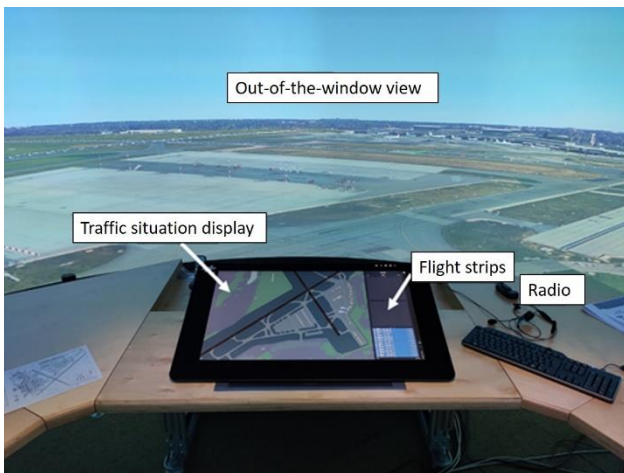 Out-of-the-window view
Traffic situation display
Flight strips
Radio